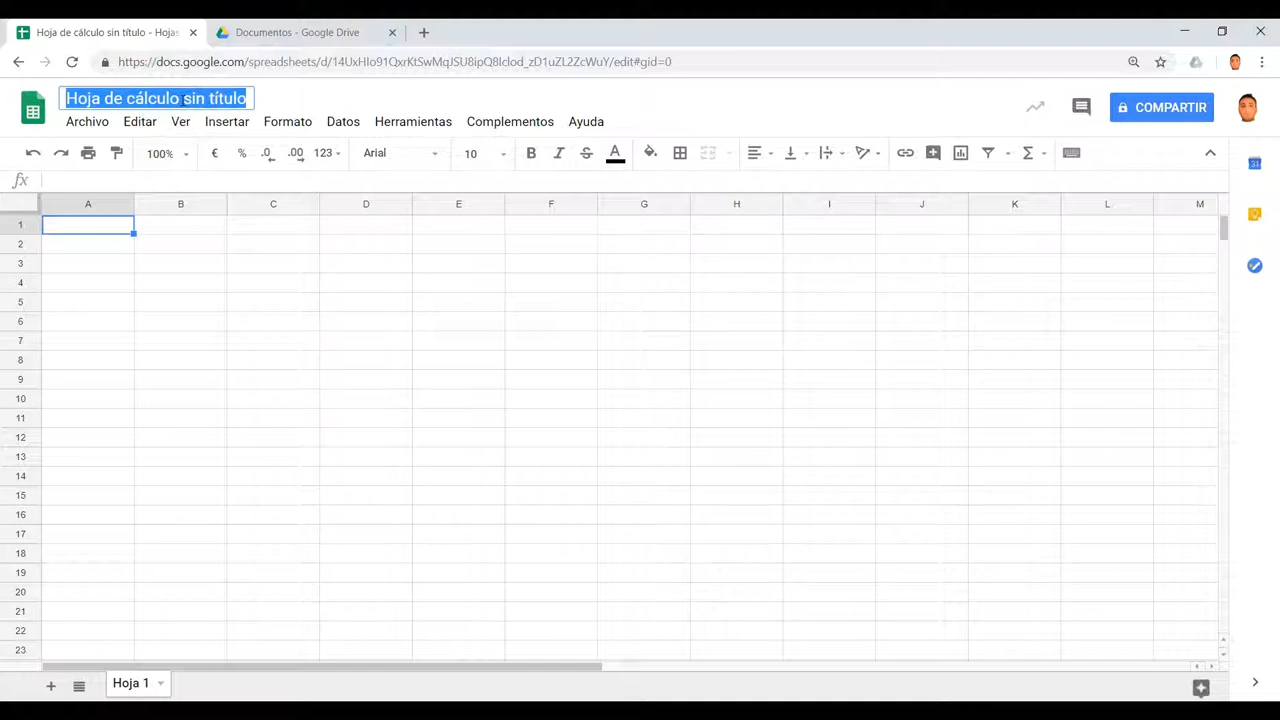 Hoja de cálculo sin título - Hojas
Documentos - Google Drive
https://docs.google.com/spreadsheets/d/14UxHIo91QxrKtSwMqJSU8ipQ8Iclod_zD1uZL2ZcWuY/edit#gid=0
Hoja de cálculo sin título
Archivo Editar Ver Insertar Formato Datos Herramientas Complementos Ayuda
COMPARTIR
100% € % .0 .00 123 Arial 10 B I S A Σ
fx
A B C D E F G H I J K L M
1
2
3
4
5
6
7
8
9
10
11
12
13
14
15
16
17
18
19
20
21
22
23
Hoja 1